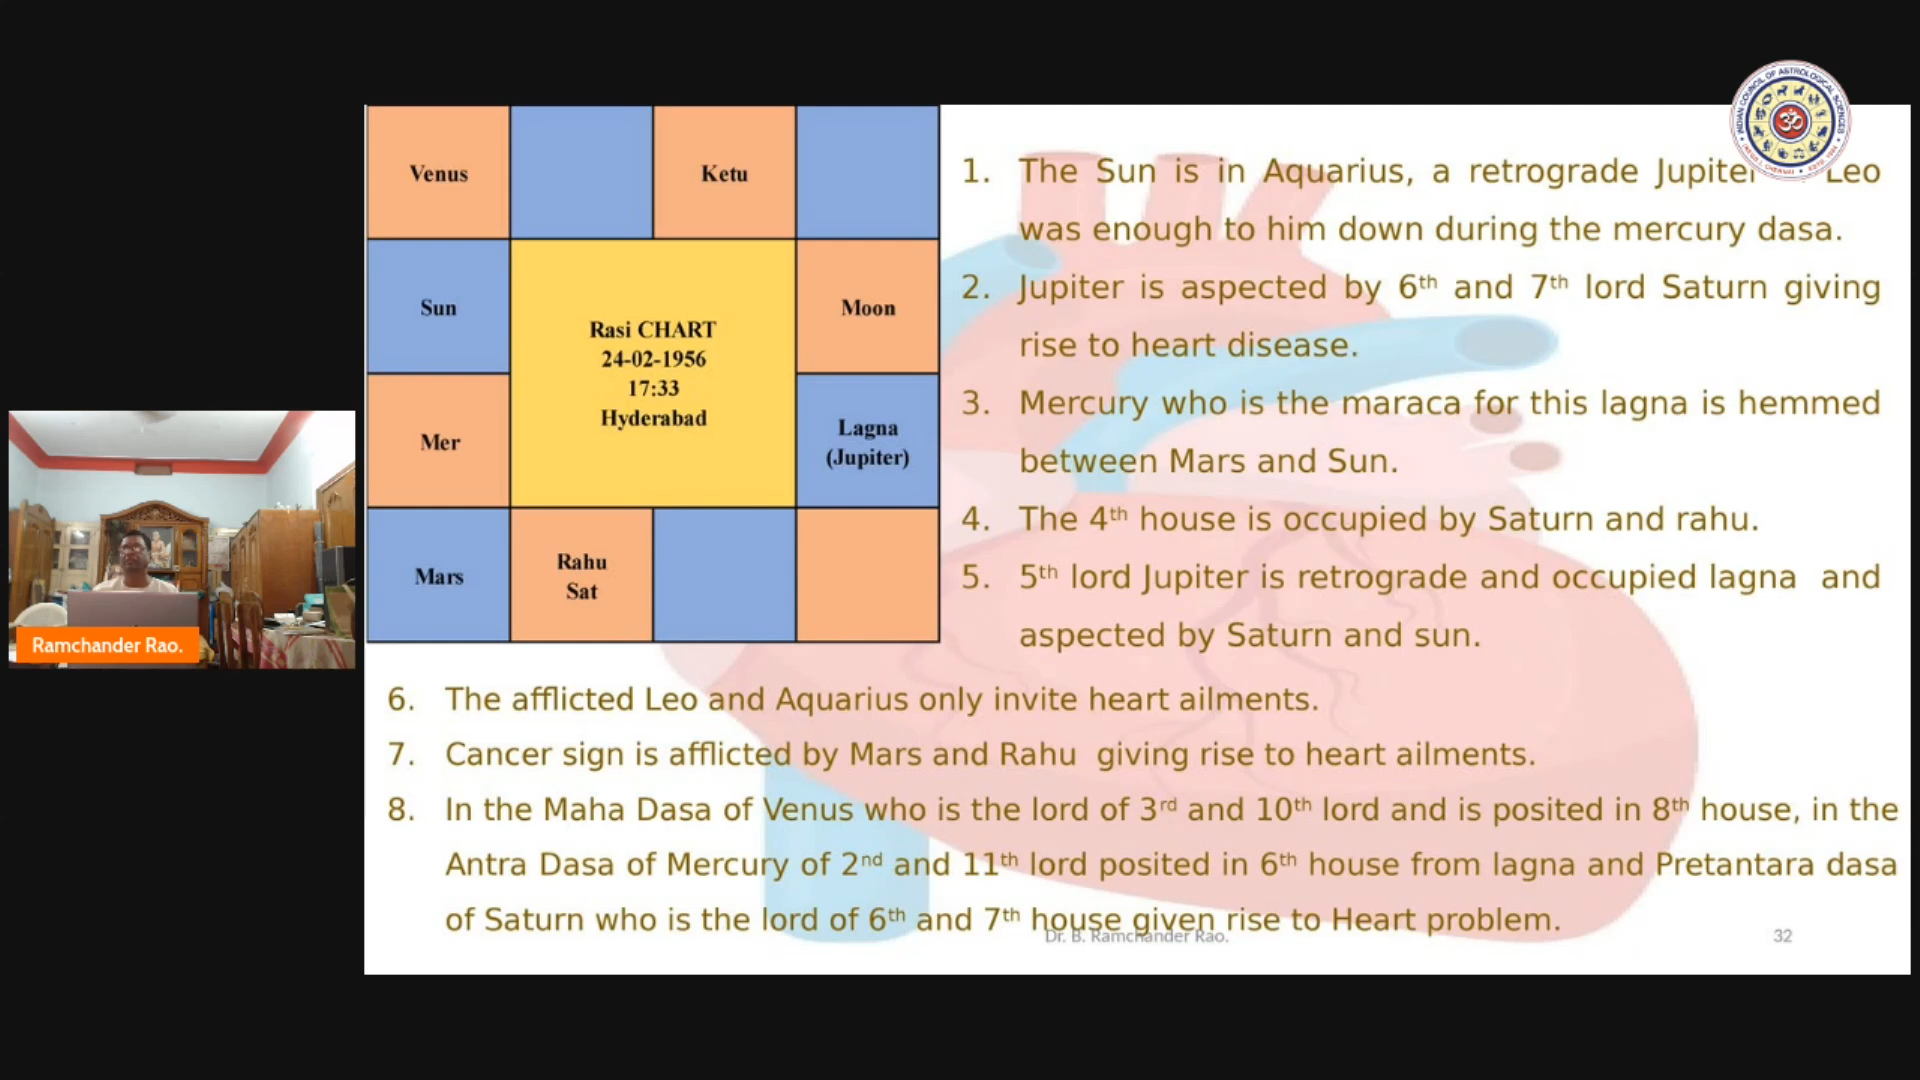 Venus
Ketu
Sun
Moon
Rasi CHART
24-02-1956
17:33
Hyderabad
Mer
Lagna
(Jupiter)
Mars
Rahu
Sat
INDIAN COUNCIL OF ASTROLOGICAL SCIENCES
1. The Sun is in Aquarius, a retrograde Jupiter Leo
was enough to him down during the mercury dasa.
2. Jupiter is aspected by 6th and 7th lord Saturn giving
rise to heart disease.
3. Mercury who is the maraca for this lagna is hemmed
between Mars and Sun.
4. The 4th house is occupied by Saturn and rahu.
5. 5th lord Jupiter is retrograde and occupied lagna and
aspected by Saturn and sun.
6. The afflicted Leo and Aquarius only invite heart ailments.
7. Cancer sign is afflicted by Mars and Rahu giving rise to heart ailments.
8. In the Maha Dasa of Venus who is the lord of 3rd and 10th lord and is posited in 8th house, in the
Antra Dasa of Mercury of 2nd and 11th lord posited in 6th house from lagna and Pretantara dasa
of Saturn who is the lord of 6th and 7th house given rise to Heart problem.
Dr. B. Ramchander Rao.
32
Ramchander Rao.